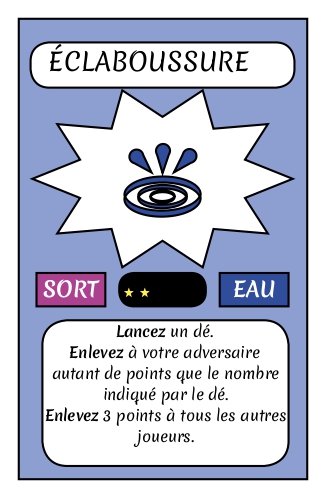 ÉCLABOUSSURE
SORT
EAU
Lancez un dé.
Enlevez à votre adversaire
autant de points que le nombre
indiqué par le dé.
Enlevez 3 points à tous les autres
joueurs.